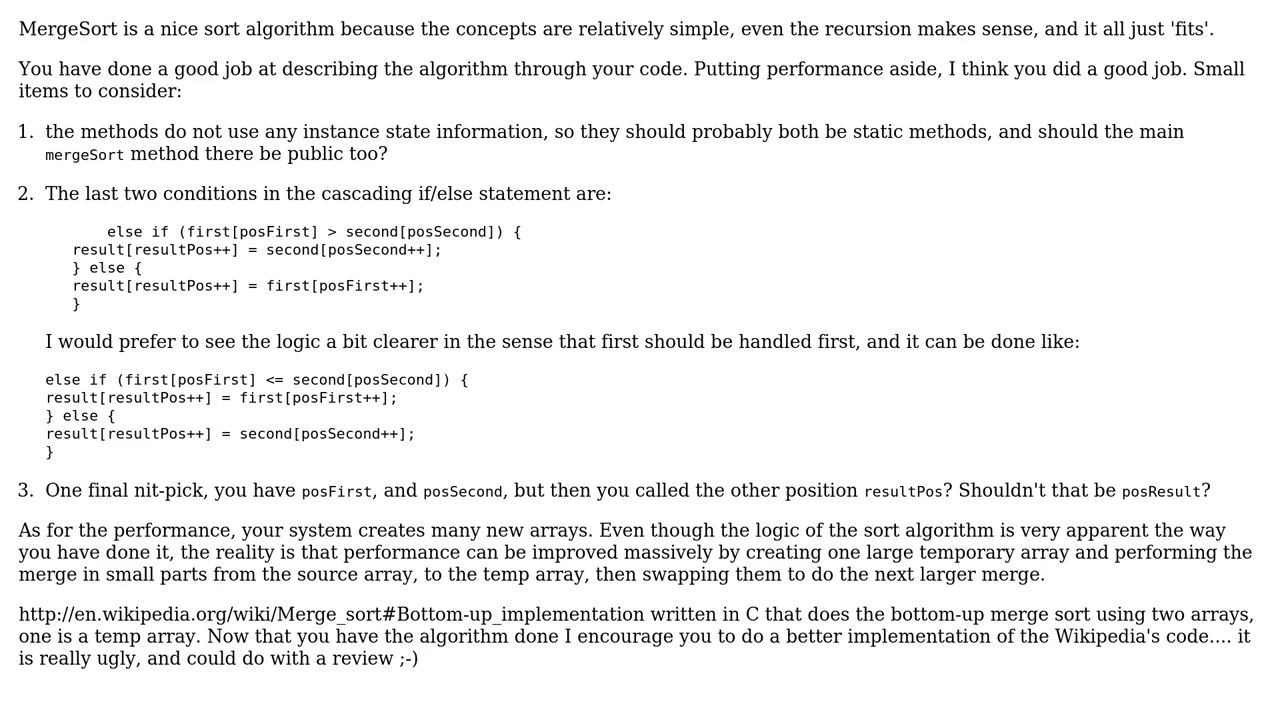 MergeSort is a nice sort algorithm because the concepts are relatively simple, even the recursion makes sense, and it all just 'fits'.
You have done a good job at describing the algorithm through your code. Putting performance aside, I think you did a good job. Small
items to consider:
1. the methods do not use any instance state information, so they should probably both be static methods, and should the main
mergeSort method there be public too?
2. The last two conditions in the cascading if/else statement are:
else if (first[posFirst] > second[posSecond]) {
result[resultPos++] = second[posSecond++];
} else {
result[resultPos++] = first[posFirst++];
}
I would prefer to see the logic a bit clearer in the sense that first should be handled first, and it can be done like:
else if (first[posFirst] <= second[posSecond]) {
result[resultPos++] = first[posFirst++];
} else {
result[resultPos++] = second[posSecond++];
}
3. One final nit-pick, you have posFirst, and posSecond, but then you called the other position resultPos? Shouldn't that be posResult?
As for the performance, your system creates many new arrays. Even though the logic of the sort algorithm is very apparent the way
you have done it, the reality is that performance can be improved massively by creating one large temporary array and performing the
merge in small parts from the source array, to the temp array, then swapping them to do the next larger merge.
http://en.wikipedia.org/wiki/Merge_sort#Bottom-up_implementation written in C that does the bottom-up merge sort using two arrays,
one is a temp array. Now that you have the algorithm done I encourage you to do a better implementation of the Wikipedia's code.... it
is really ugly, and could do with a review ;-)